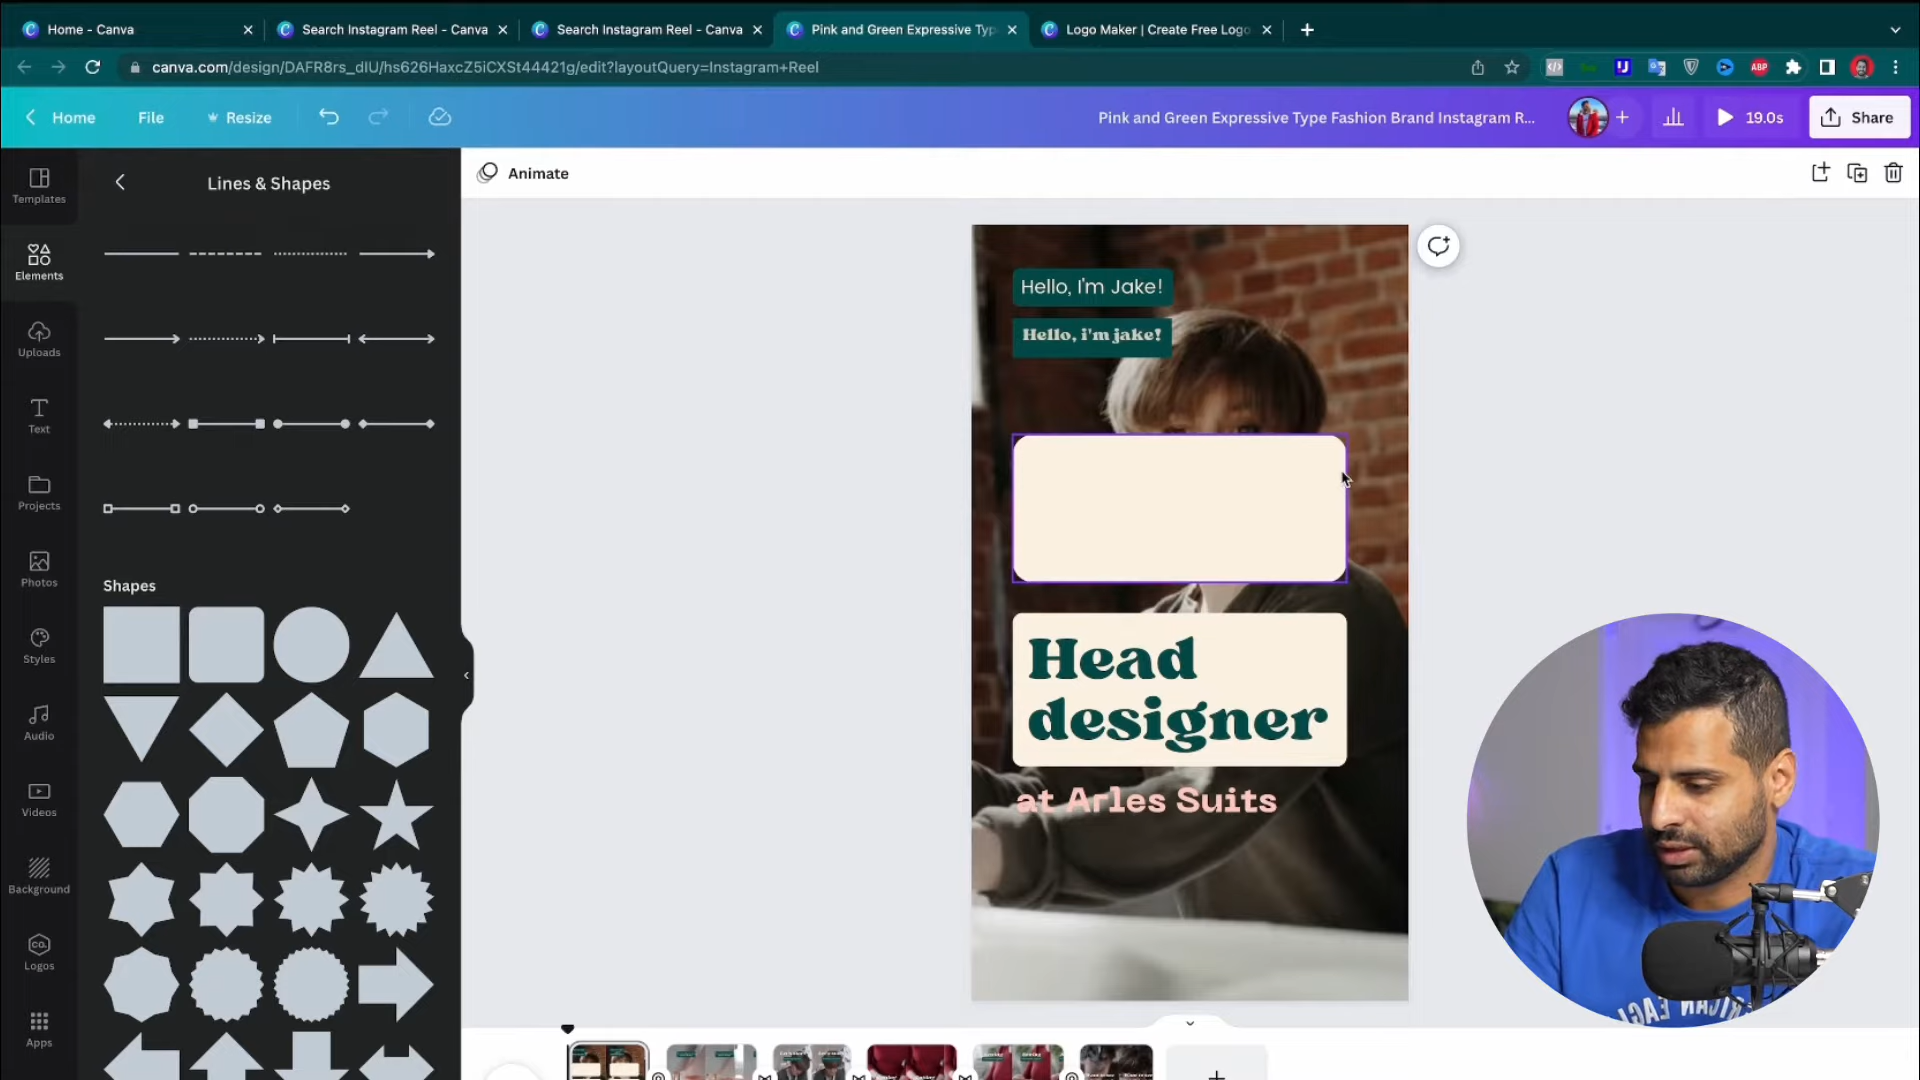 Home - Canva
Search Instagram Reel - Canva
Search Instagram Reel - Canva
Pink and Green Expressive Typ
Logo Maker | Create Free Logo
canva.com/design/DAFR8rs_dIU/hs626HaxcZ5iCXSt44421g/edit?layoutQuery=Instagram+Reel
ABP
Home
File
Resize
Pink and Green Expressive Type Fashion Brand Instagram R...
19.0s
Share
Templates
Elements
Uploads
Text
Projects
Photos
Styles
Audio
Videos
Background
CO.
Logos
Apps
Lines & Shapes
Shapes
Animate
Hello, I'm Jake!
Hello, i'm jake!
Head
designer
at Arles Suits